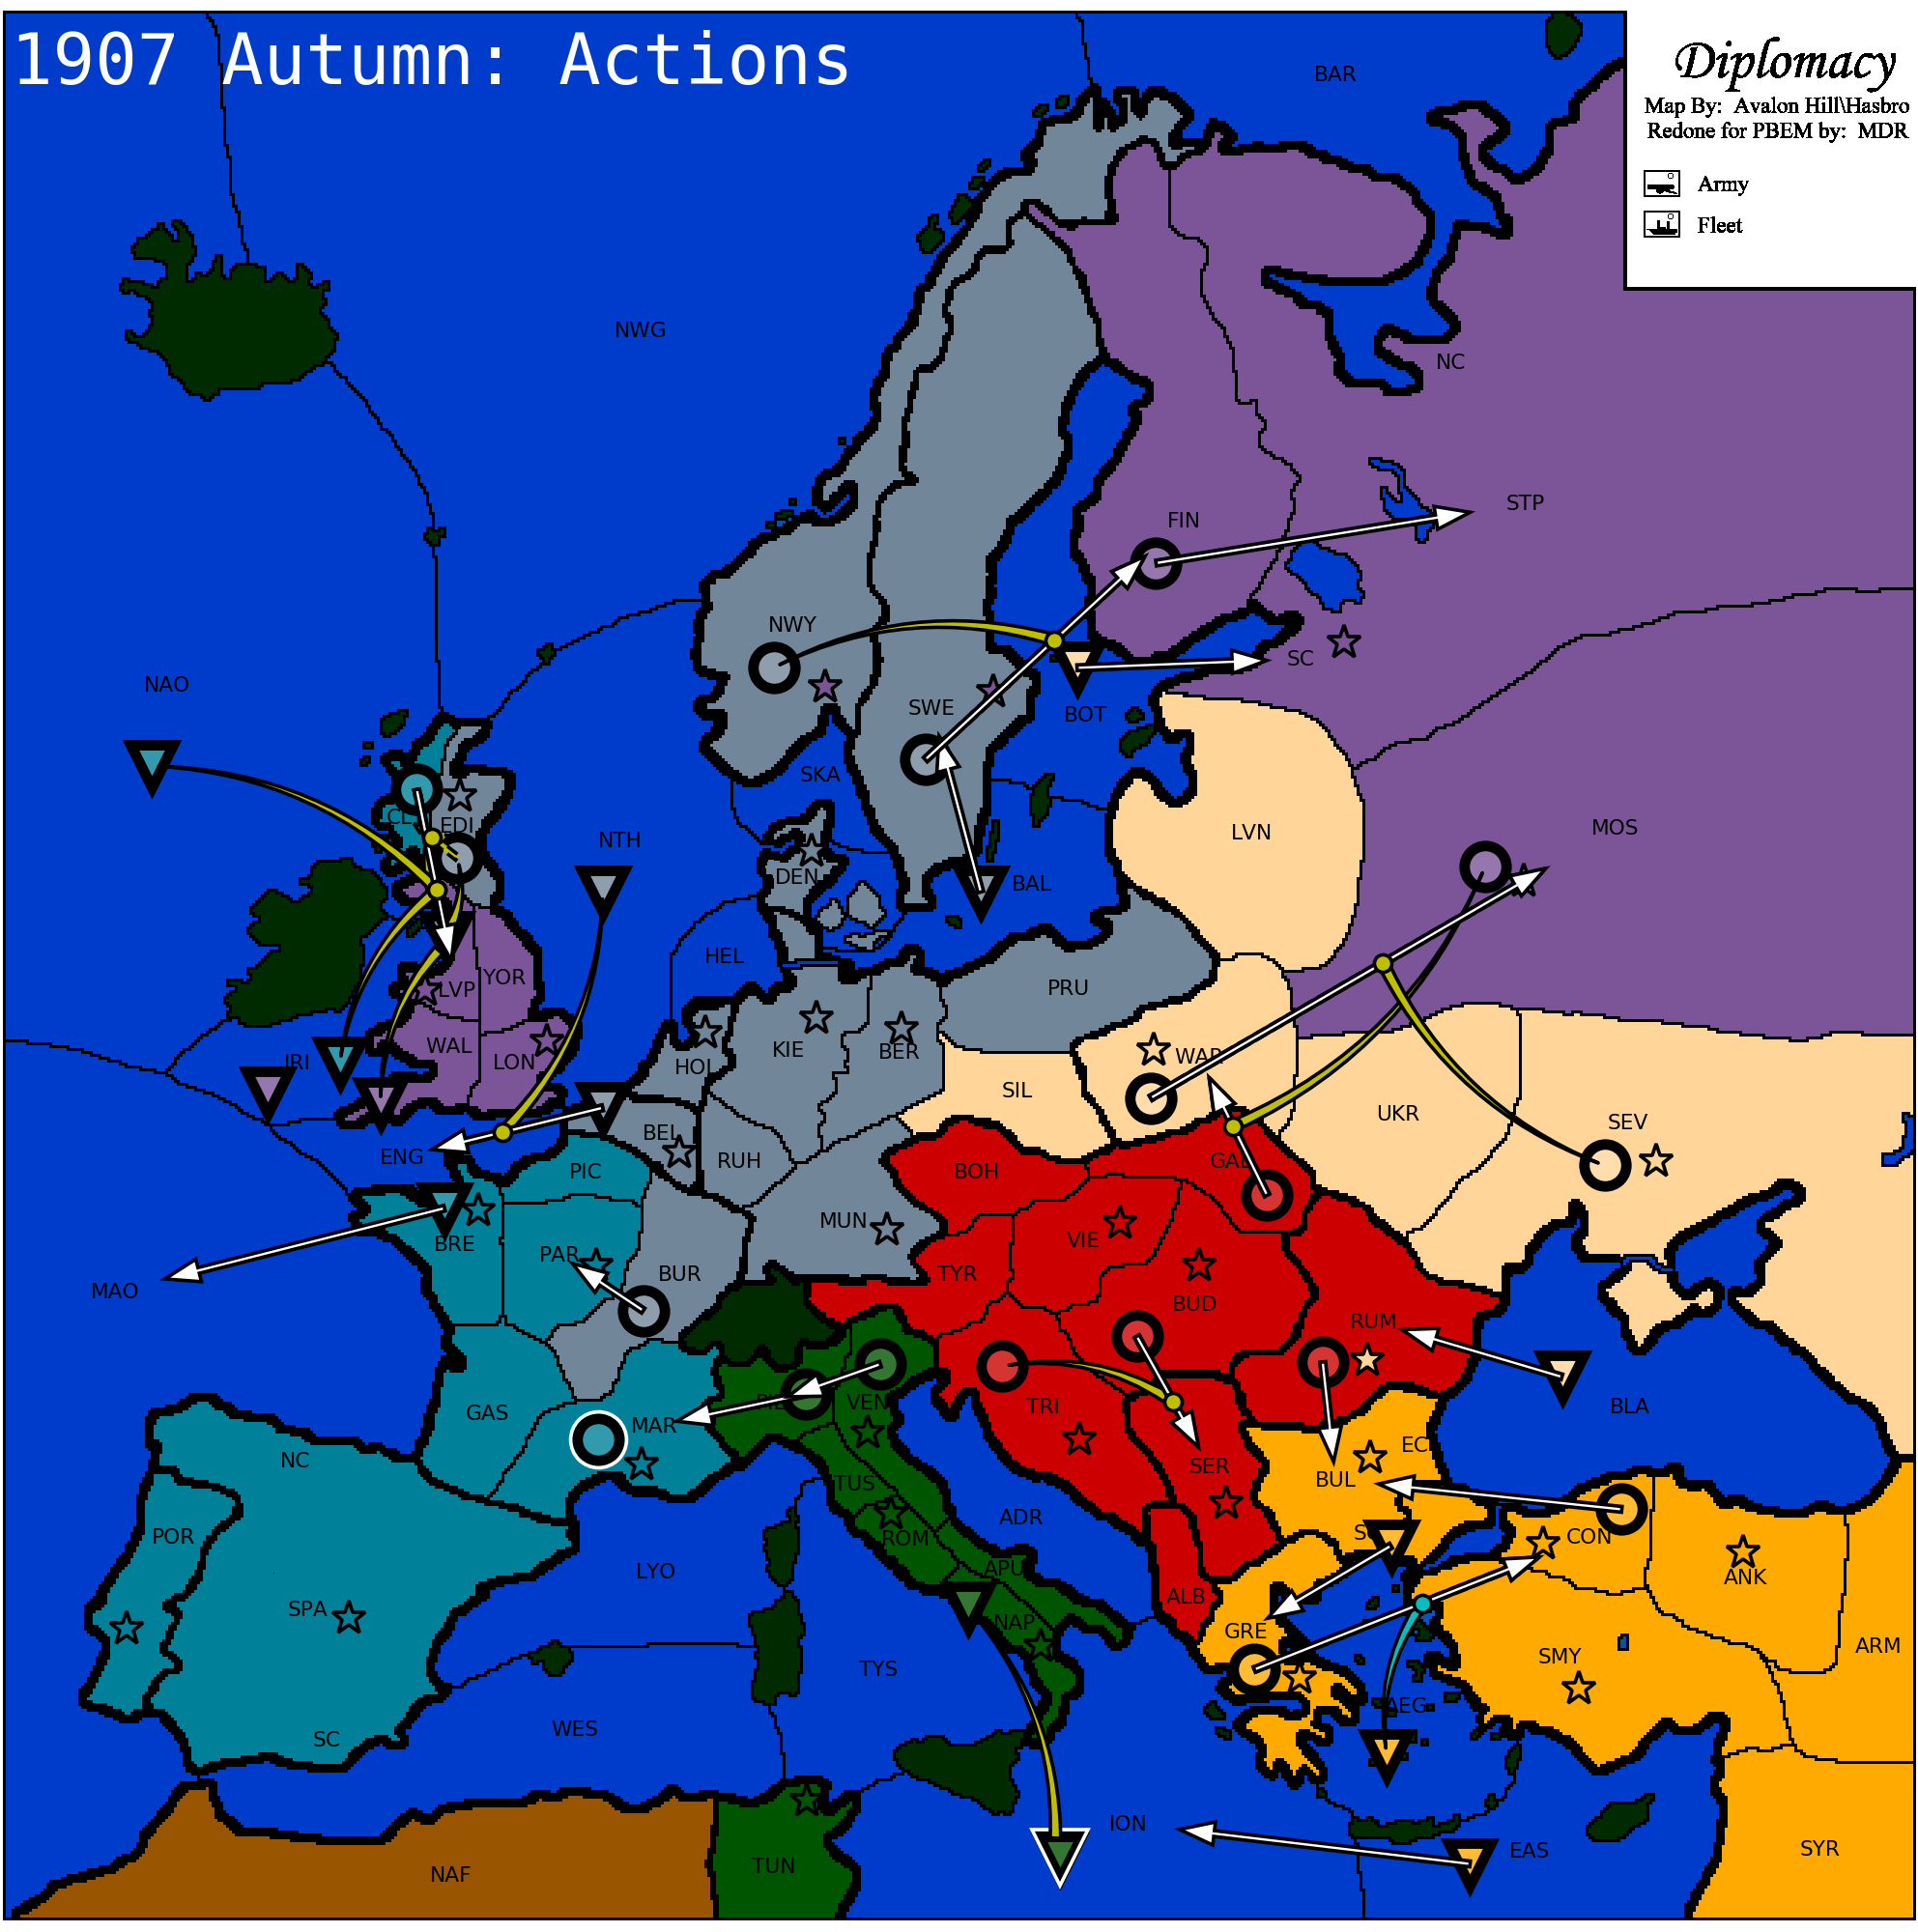 1907 Autumn: Actions
Diplomacy
Map By: Avalon Hill\Hasbro
Redone for PBEM by: MDR
Army
Fleet
BAR
NWG
NC
STP
FIN
NWY
SC
NAO
SWE
BOT
SKA
EDI
NTH
LVN
MOS
DEN
BAL
HEL
YOR
LVP
PRU
IRI
WAL
LON
HOL
KIE
BER
WAR
SIL
UKR
SEV
ENG
BEL
RUH
PIC
BOH
GAL
MUN
BRE
PAR
VIE
BUR
TYR
MAO
BUD
RUM
VEN
BLA
GAS
MAR
TRI
NC
SER
BUL
EC
TUS
POR
ROM
ADR
CON
LYO
APU
ANK
SPA
ALB
NAP
GRE
TYS
SMY
ARM
AEG
WES
SC
ION
EAS
SYR
NAF
TUN